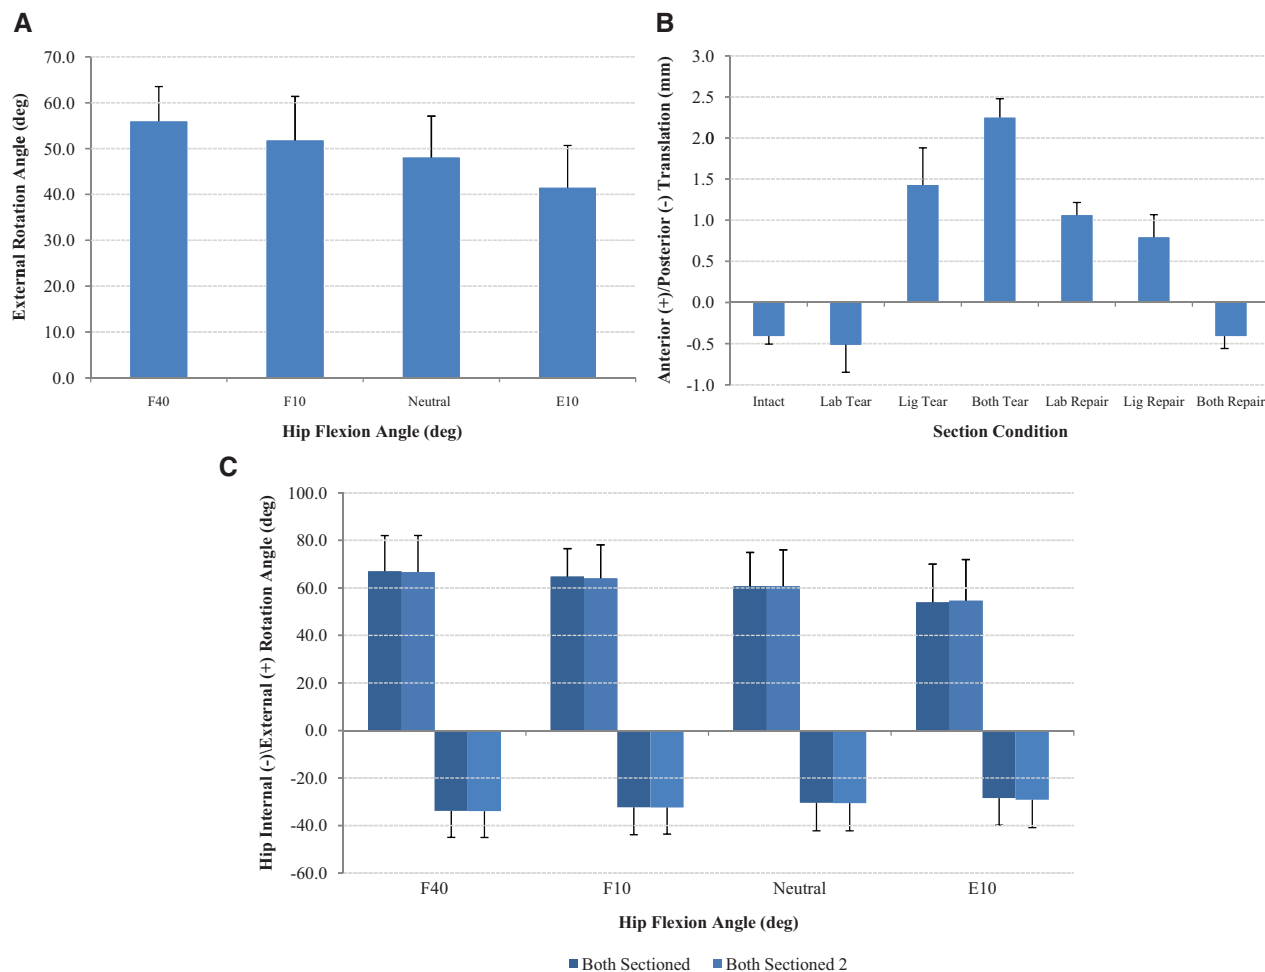 A
External Rotation Angle (deg)
70.0
60.0
50.0
40.0
30.0
20.0
10.0
0.0
F40 F10 Neutral E10
Hip Flexion Angle (deg)
B
Anterior (+)/Posterior (-) Translation (mm)
3.0
2.5
2.0
1.5
1.0
0.5
0.0
-0.5
-1.0
Intact Lab Tear Lig Tear Both Tear Lab Repair Lig Repair Both Repair
Section Condition
C
Hip Internal (-)\External (+) Rotation Angle (deg)
100.0
80.0
60.0
40.0
20.0
0.0
-20.0
-40.0
-60.0
F40 F10 Neutral E10
Hip Flexion Angle (deg)
Both Sectioned Both Sectioned 2